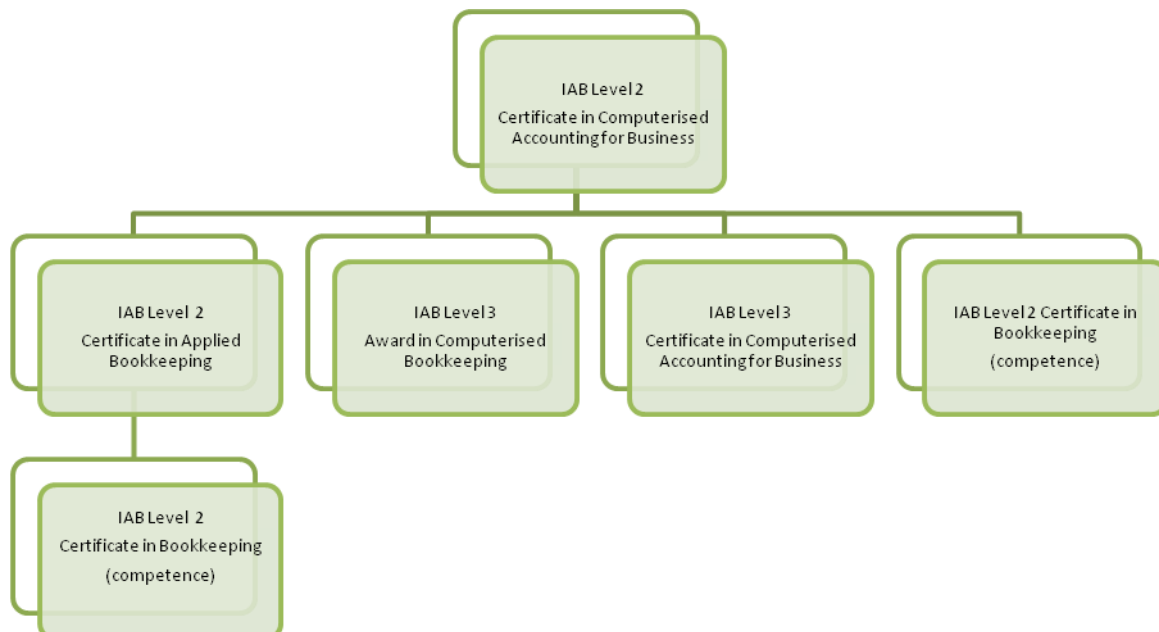 IAB Level 2
Certificate in Computerised
Accounting for Business
IAB Level 2
Certificate in Applied
Bookkeeping
IAB Level 3
Award in Computerised
Bookkeeping
IAB Level 3
Certificate in Computerised
Accounting for Business
IAB Level 2 Certificate in
Bookkeeping
(competence)
IAB Level 2
Certificate in Bookkeeping
(competence)